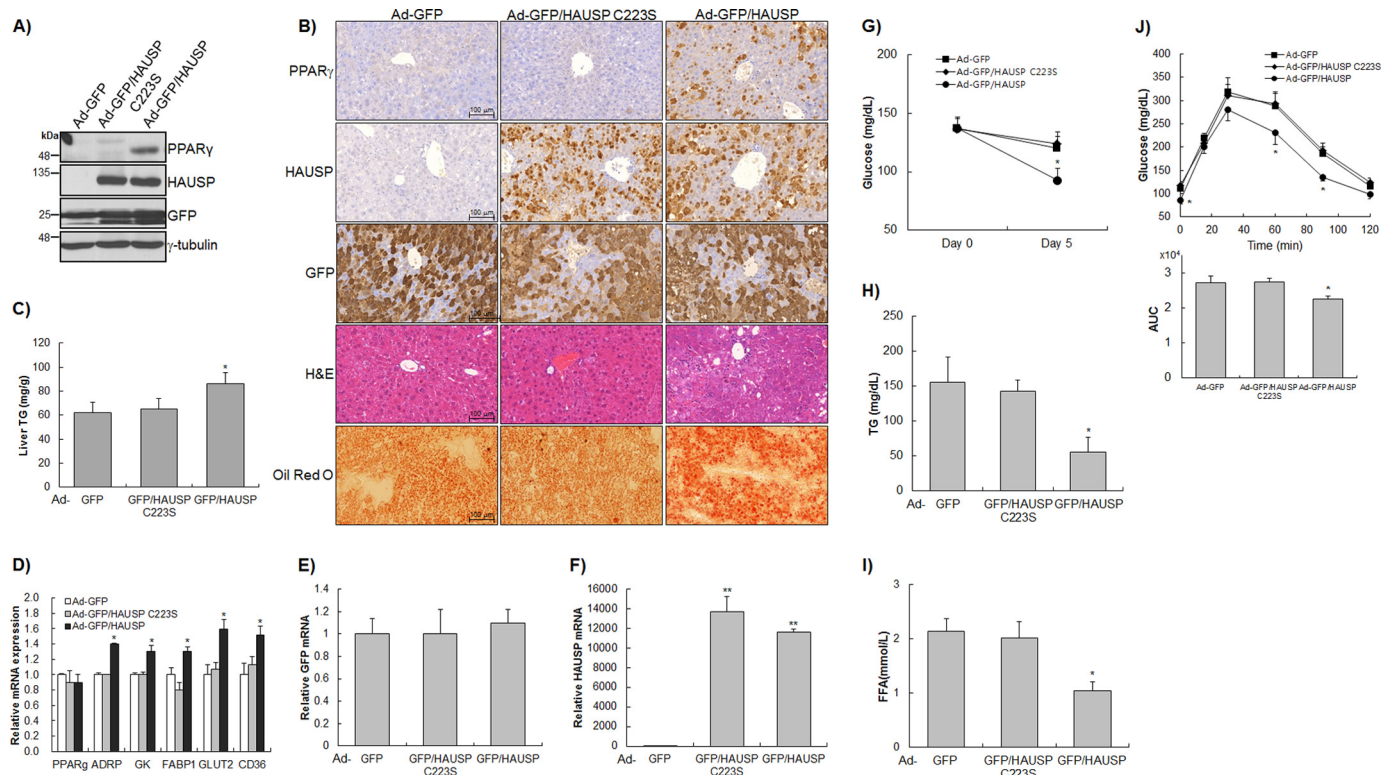 A)
Ad-GFP
Ad-GFP/HAUSP
C223S
Ad-GFP/HAUSP
kDa
48
PPARγ
135
HAUSP
25
GFP
48
γ-tubulin
B)
Ad-GFP
Ad-GFP/HAUSP C223S
Ad-GFP/HAUSP
PPARγ
100 µm
HAUSP
100 µm
GFP
100 µm
H&E
100 µm
Oil Red O
100 µm
C)
Liver TG (mg/g)
120
100
80
60
40
20
0
*
Ad- GFP GFP/HAUSP GFP/HAUSP
C223S
D)
Relative mRNA expression
2.0
1.8
1.6
1.4
1.2
1.0
0.8
0.6
0.4
0.2
0.0
Ad-GFP
Ad-GFP/HAUSP C223S
Ad-GFP/HAUSP
* * * * *
PPARg ADRP GK FABP1 GLUT2 CD36
E)
Relative GFP mRNA
1.4
1.2
1
0.8
0.6
0.4
0.2
0
Ad- GFP GFP/HAUSP GFP/HAUSP
C223S
F)
Relative HAUSP mRNA
16000
14000
12000
10000
8000
6000
4000
2000
0
** **
Ad- GFP GFP/HAUSP GFP/HAUSP
C223S
G)
Glucose (mg/dL)
200
150
100
50
Ad-GFP
Ad-GFP/HAUSP C223S
Ad-GFP/HAUSP
*
Day 0 Day 5
H)
TG (mg/dL)
250
200
150
100
50
0
*
Ad- GFP GFP/HAUSP GFP/HAUSP
C223S
I)
FFA(mmol/L)
3
2
1
0
*
Ad- GFP GFP/HAUSP GFP/HAUSP
C223S
J)
Glucose (mg/dL)
400
350
300
250
200
150
100
50
Ad-GFP
Ad-GFP/HAUSP C223S
Ad-GFP/HAUSP
* * *
0 20 40 60 80 100 120
Time (min)
x10⁴
AUC
3
2
1
0
*
Ad-GFP Ad-GFP/HAUSP Ad-GFP/HAUSP
C223S